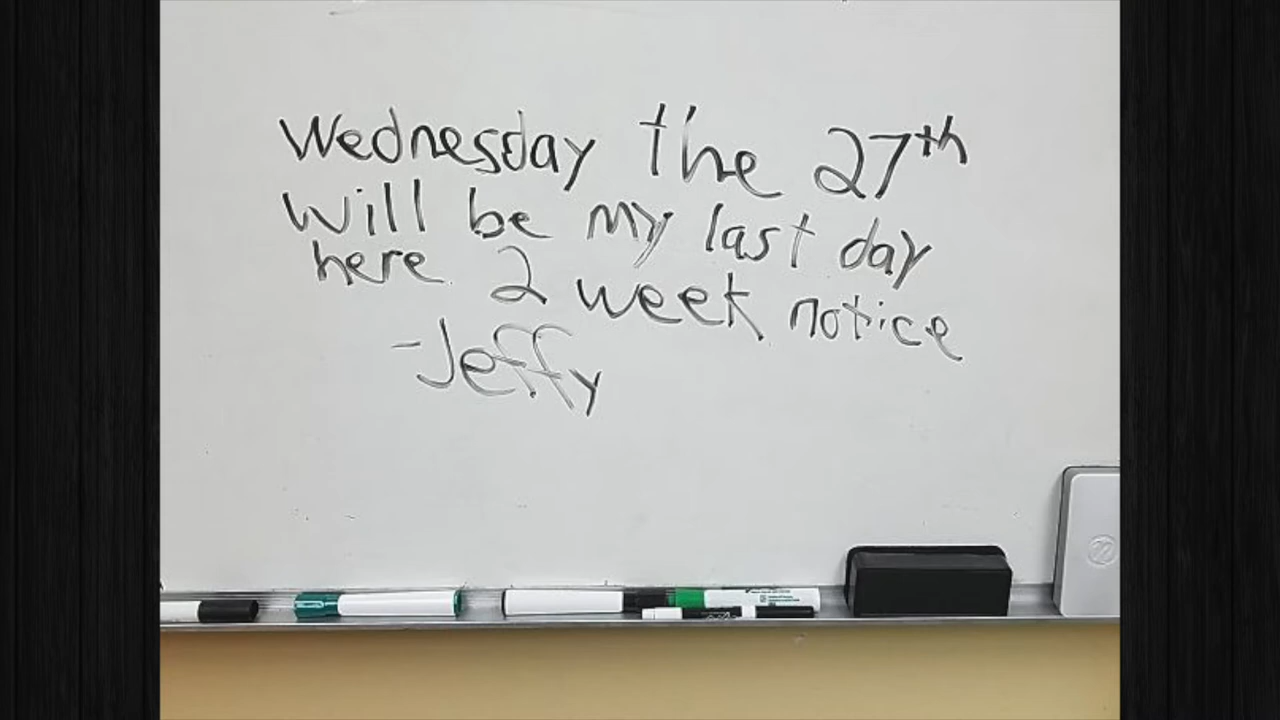 Wednesday the 27th
will be my last day
here 2 week notice
-Jeffy